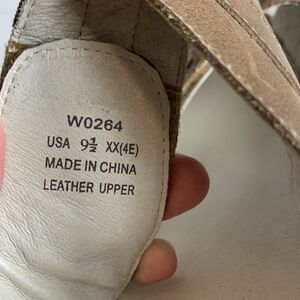 W0264
USA 9½ XX(4E)
MADE IN CHINA
LEATHER UPPER